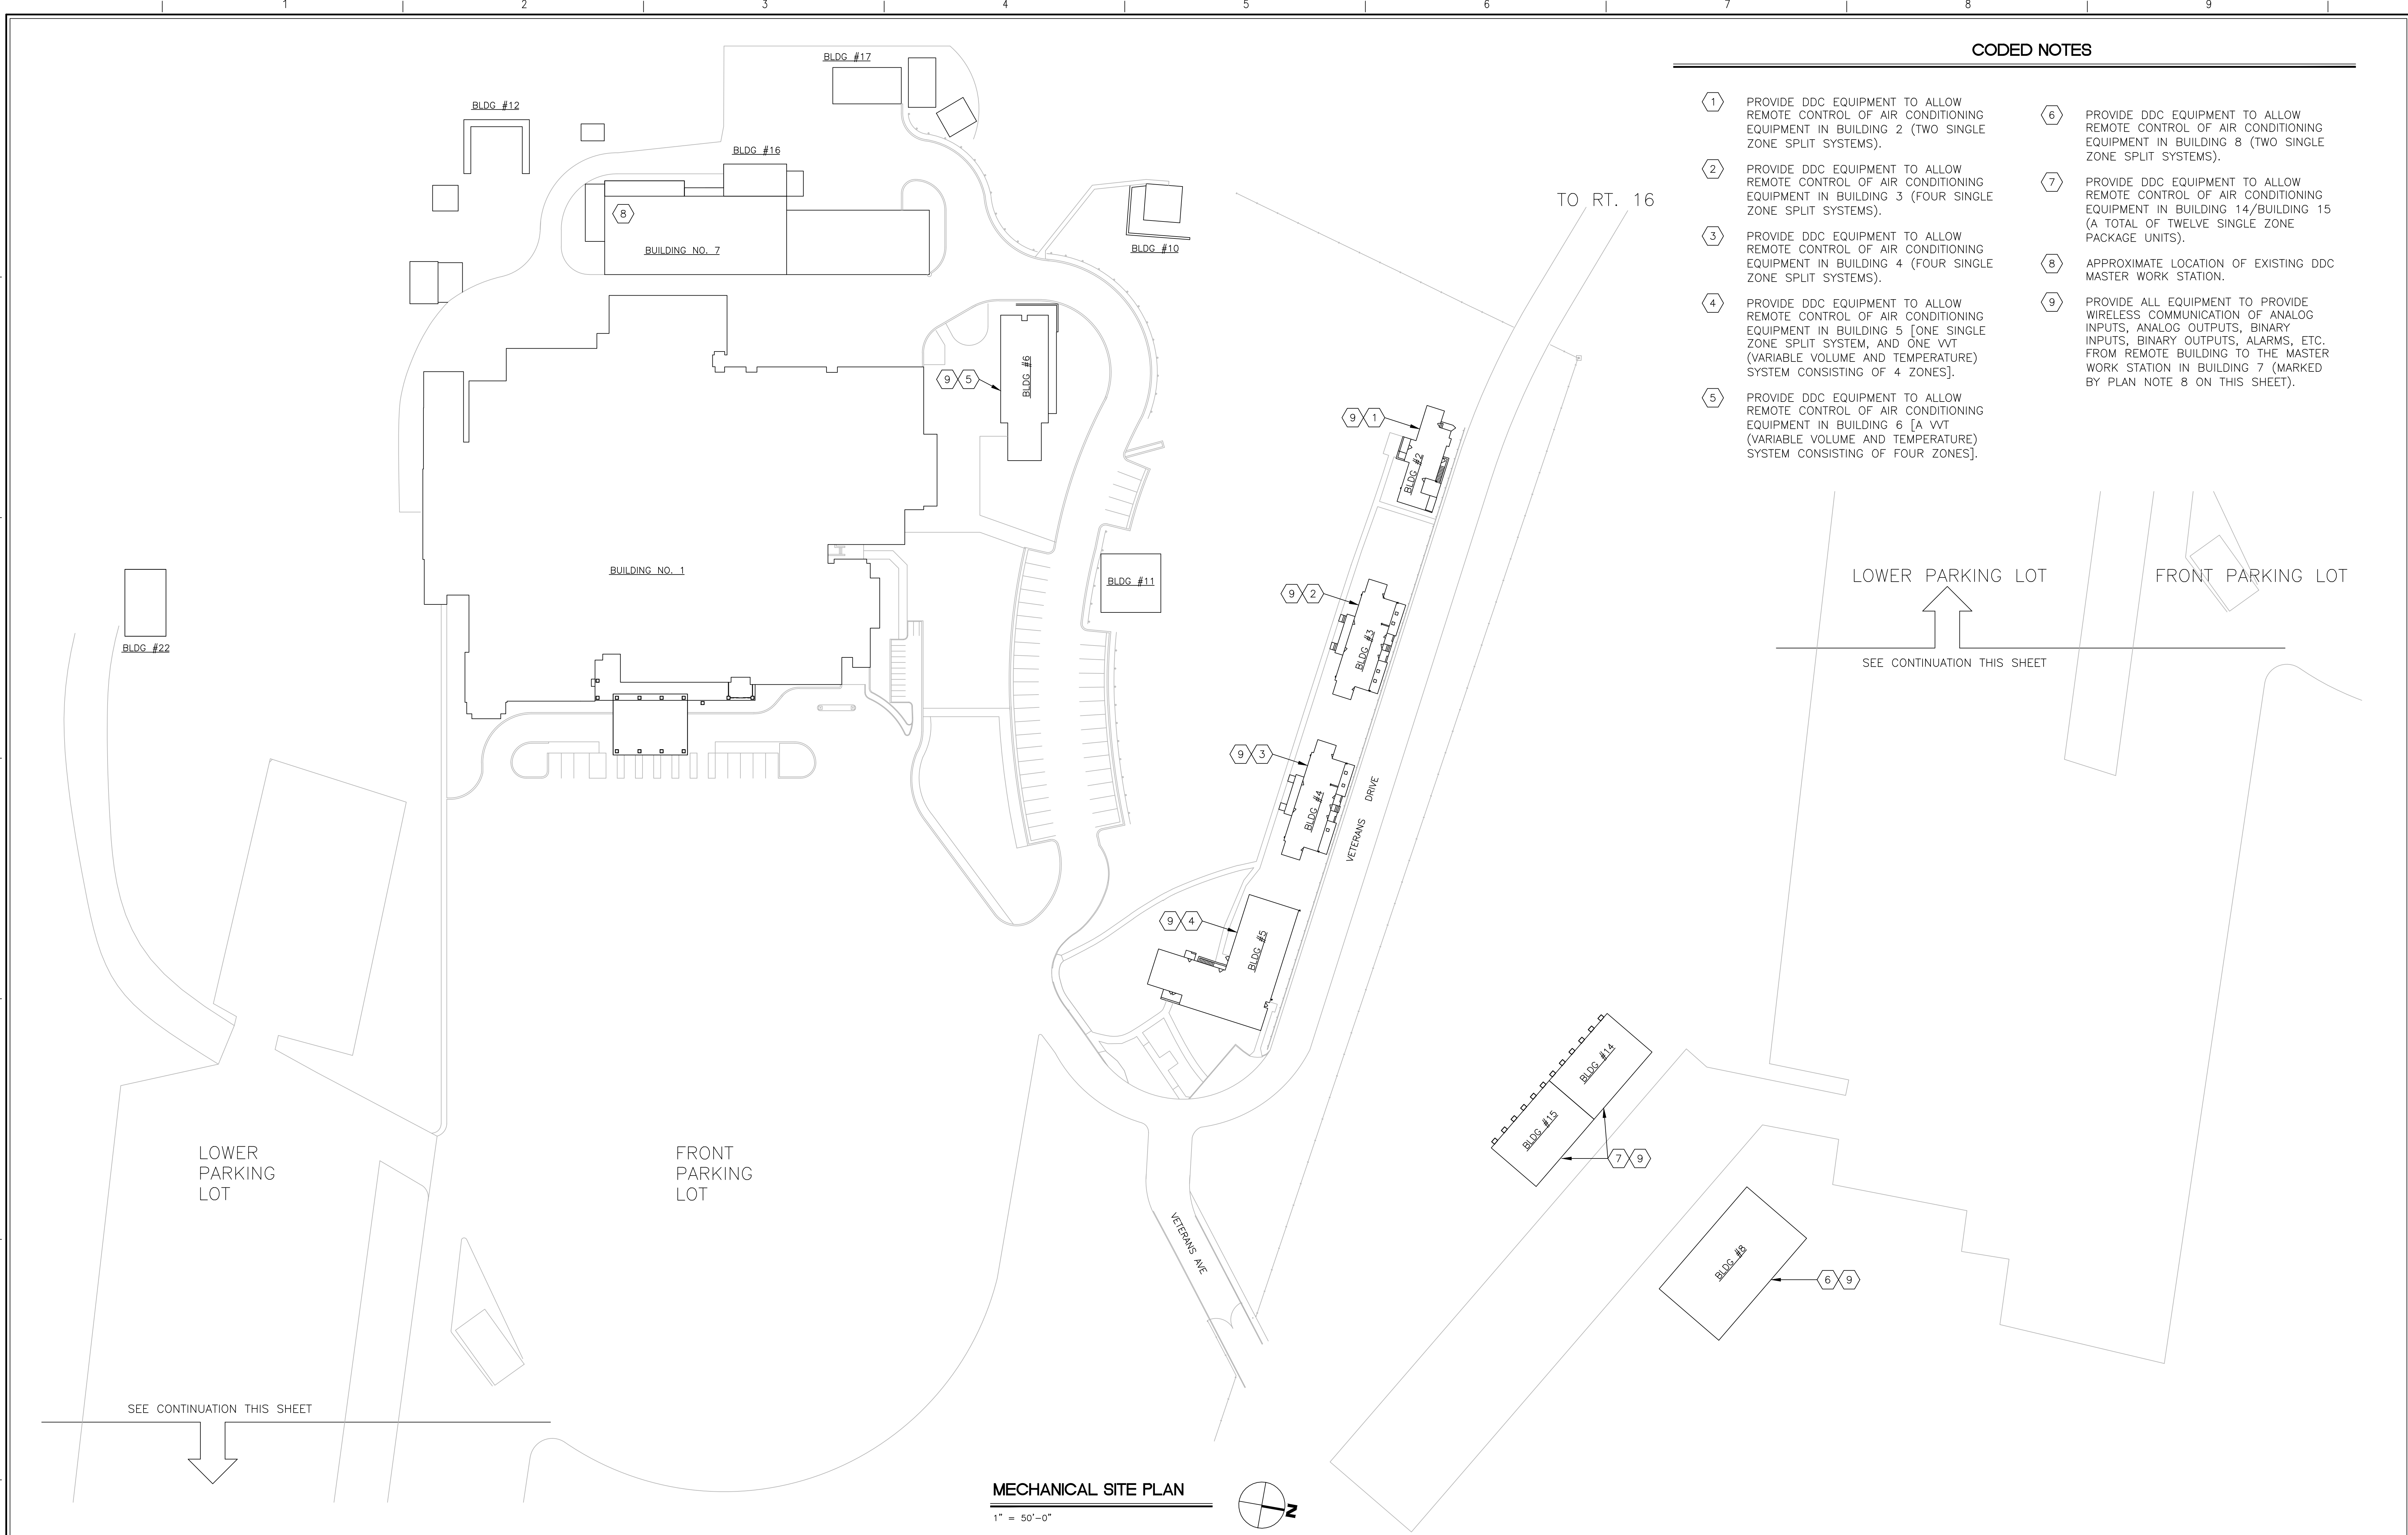 1 2 3 4 5 6 7 8 9
CODED NOTES
1 PROVIDE DDC EQUIPMENT TO ALLOW
REMOTE CONTROL OF AIR CONDITIONING
EQUIPMENT IN BUILDING 2 (TWO SINGLE
ZONE SPLIT SYSTEMS).
2 PROVIDE DDC EQUIPMENT TO ALLOW
REMOTE CONTROL OF AIR CONDITIONING
EQUIPMENT IN BUILDING 3 (FOUR SINGLE
ZONE SPLIT SYSTEMS).
3 PROVIDE DDC EQUIPMENT TO ALLOW
REMOTE CONTROL OF AIR CONDITIONING
EQUIPMENT IN BUILDING 4 (FOUR SINGLE
ZONE SPLIT SYSTEMS).
4 PROVIDE DDC EQUIPMENT TO ALLOW
REMOTE CONTROL OF AIR CONDITIONING
EQUIPMENT IN BUILDING 5 [ONE SINGLE
ZONE SPLIT SYSTEM, AND ONE VVT
(VARIABLE VOLUME AND TEMPERATURE)
SYSTEM CONSISTING OF 4 ZONES].
5 PROVIDE DDC EQUIPMENT TO ALLOW
REMOTE CONTROL OF AIR CONDITIONING
EQUIPMENT IN BUILDING 6 [A VVT
(VARIABLE VOLUME AND TEMPERATURE)
SYSTEM CONSISTING OF FOUR ZONES].
6 PROVIDE DDC EQUIPMENT TO ALLOW
REMOTE CONTROL OF AIR CONDITIONING
EQUIPMENT IN BUILDING 8 (TWO SINGLE
ZONE SPLIT SYSTEMS).
7 PROVIDE DDC EQUIPMENT TO ALLOW
REMOTE CONTROL OF AIR CONDITIONING
EQUIPMENT IN BUILDING 14/BUILDING 15
(A TOTAL OF TWELVE SINGLE ZONE
PACKAGE UNITS).
8 APPROXIMATE LOCATION OF EXISTING DDC
MASTER WORK STATION.
9 PROVIDE ALL EQUIPMENT TO PROVIDE
WIRELESS COMMUNICATION OF ANALOG
INPUTS, ANALOG OUTPUTS, BINARY
INPUTS, BINARY OUTPUTS, ALARMS, ETC.
FROM REMOTE BUILDING TO THE MASTER
WORK STATION IN BUILDING 7 (MARKED
BY PLAN NOTE 8 ON THIS SHEET).
BLDG #17
BLDG #12
BLDG #16
8
BUILDING NO. 7
BLDG #10
TO RT. 16
BLDG #6
9 5
9 1
BLDG #2
BUILDING NO. 1
BLDG #11
9 2
BLDG #3
BLDG #22
9 3
BLDG #4
VETERANS DRIVE
9 4
BLDG #5
LOWER PARKING LOT
FRONT PARKING LOT
SEE CONTINUATION THIS SHEET
BLDG #14
BLDG #15
7 9
BLDG #8
6 9
LOWER
PARKING
LOT
FRONT
PARKING
LOT
VETERANS AVE
SEE CONTINUATION THIS SHEET
MECHANICAL SITE PLAN
1" = 50'-0"
N